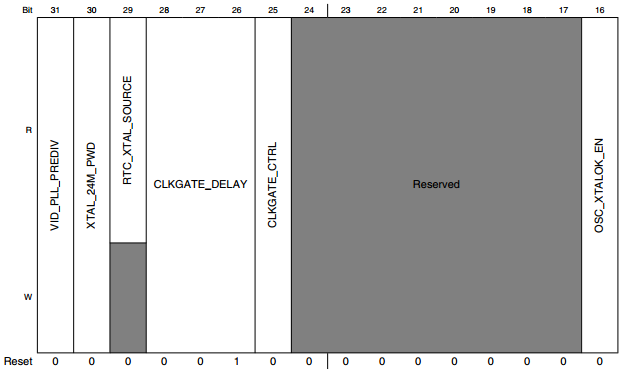 Bit 31 30 29 28 27 26 25 24 23 22 21 20 19 18 17 16
R
W
VID_PLL_PREDIV
XTAL_24M_PWD
RTC_XTAL_SOURCE
CLKGATE_DELAY
CLKGATE_CTRL
Reserved
OSC_XTALOK_EN
Reset 0 0 0 0 0 1 0 0 0 0 0 0 0 0 0 0